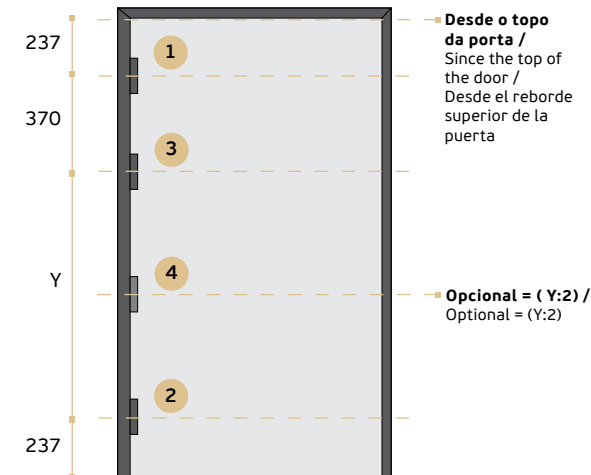 Desde o topo
da porta /
Since the top of
the door /
Desde el reborde
superior de la
puerta
237
1
370
3
Y
4
Opcional = ( Y:2) /
Optional = (Y:2)
2
237